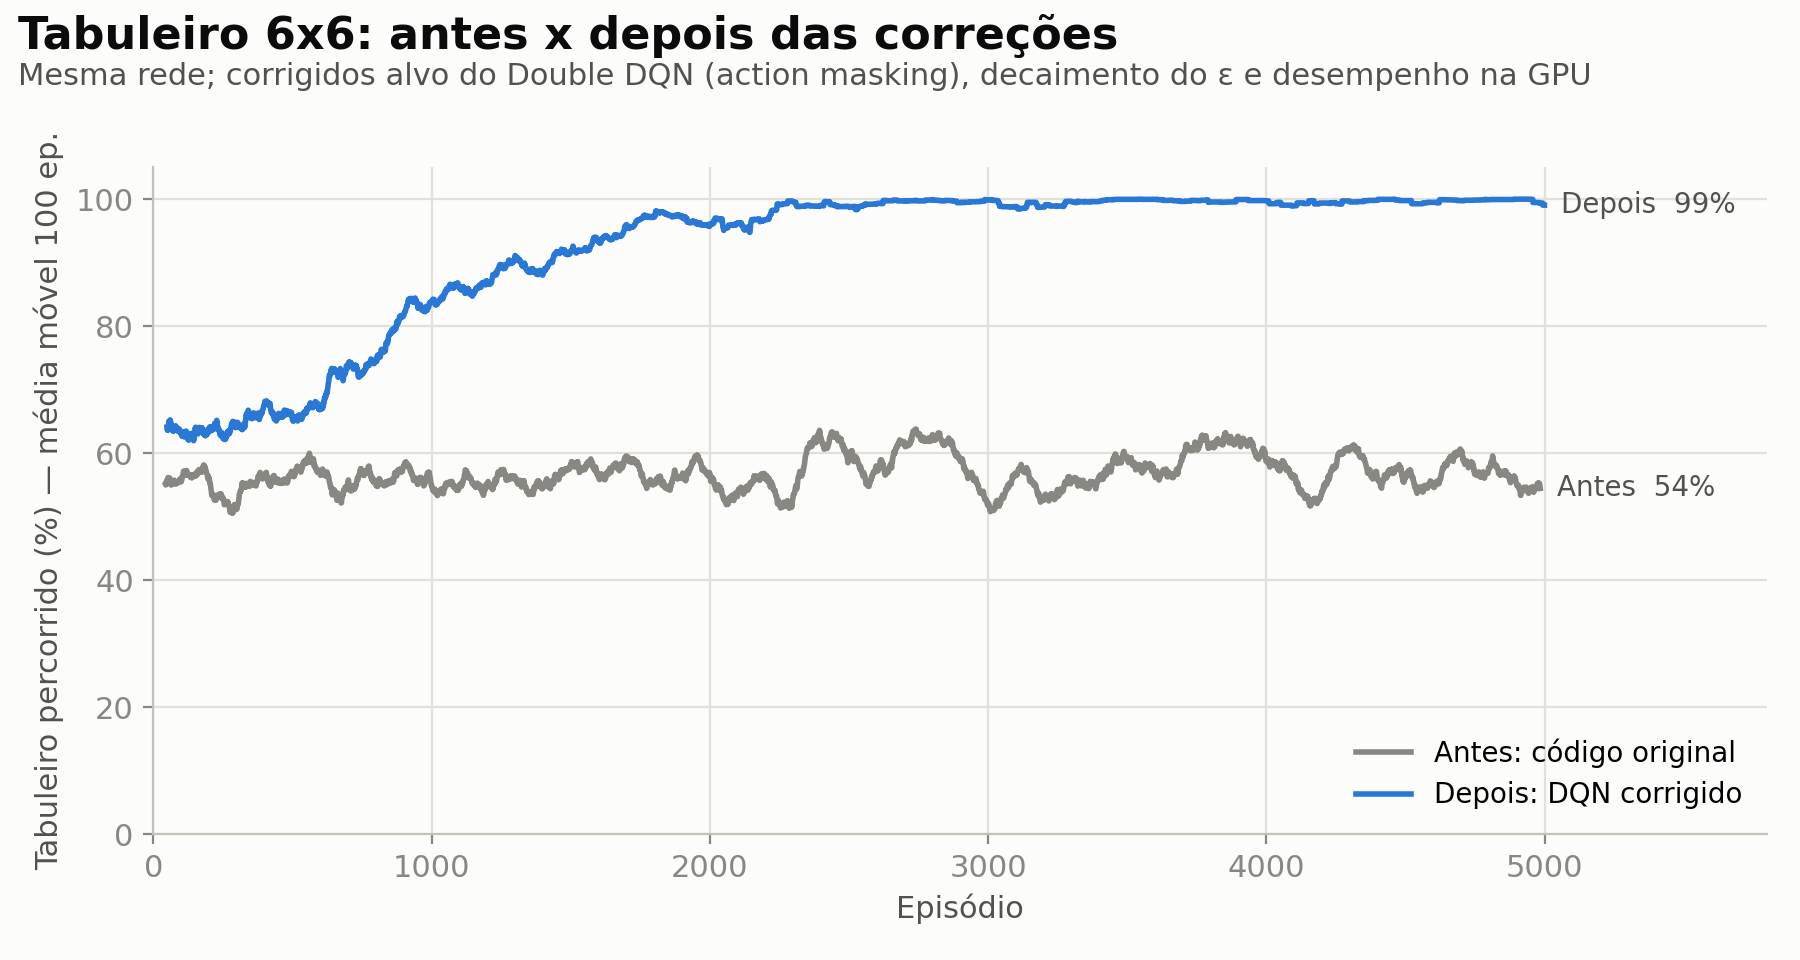 Tabuleiro 6x6: antes x depois das correções
Mesma rede; corrigidos alvo do Double DQN (action masking), decaimento do ε e desempenho na GPU
Tabuleiro percorrido (%) — média móvel 100 ep.
100
80
60
40
20
0
Depois 99%
Antes 54%
Antes: código original
Depois: DQN corrigido
0 1000 2000 3000 4000 5000
Episódio